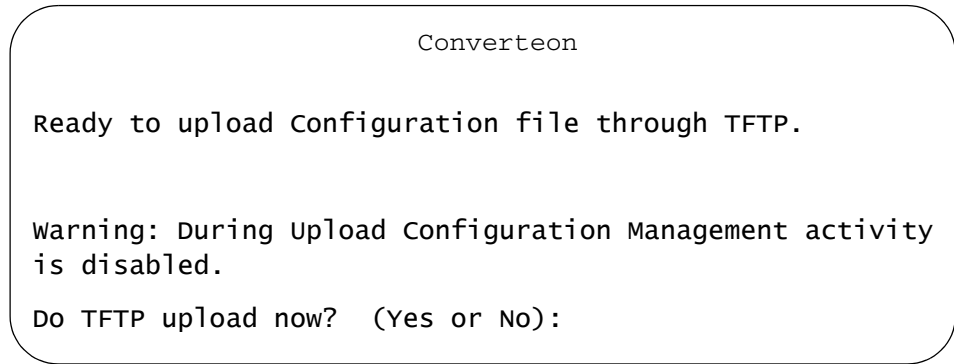 Converteon
Ready to upload Configuration file through TFTP.
Warning: During Upload Configuration Management activity
is disabled.
Do TFTP upload now?  (Yes or No):